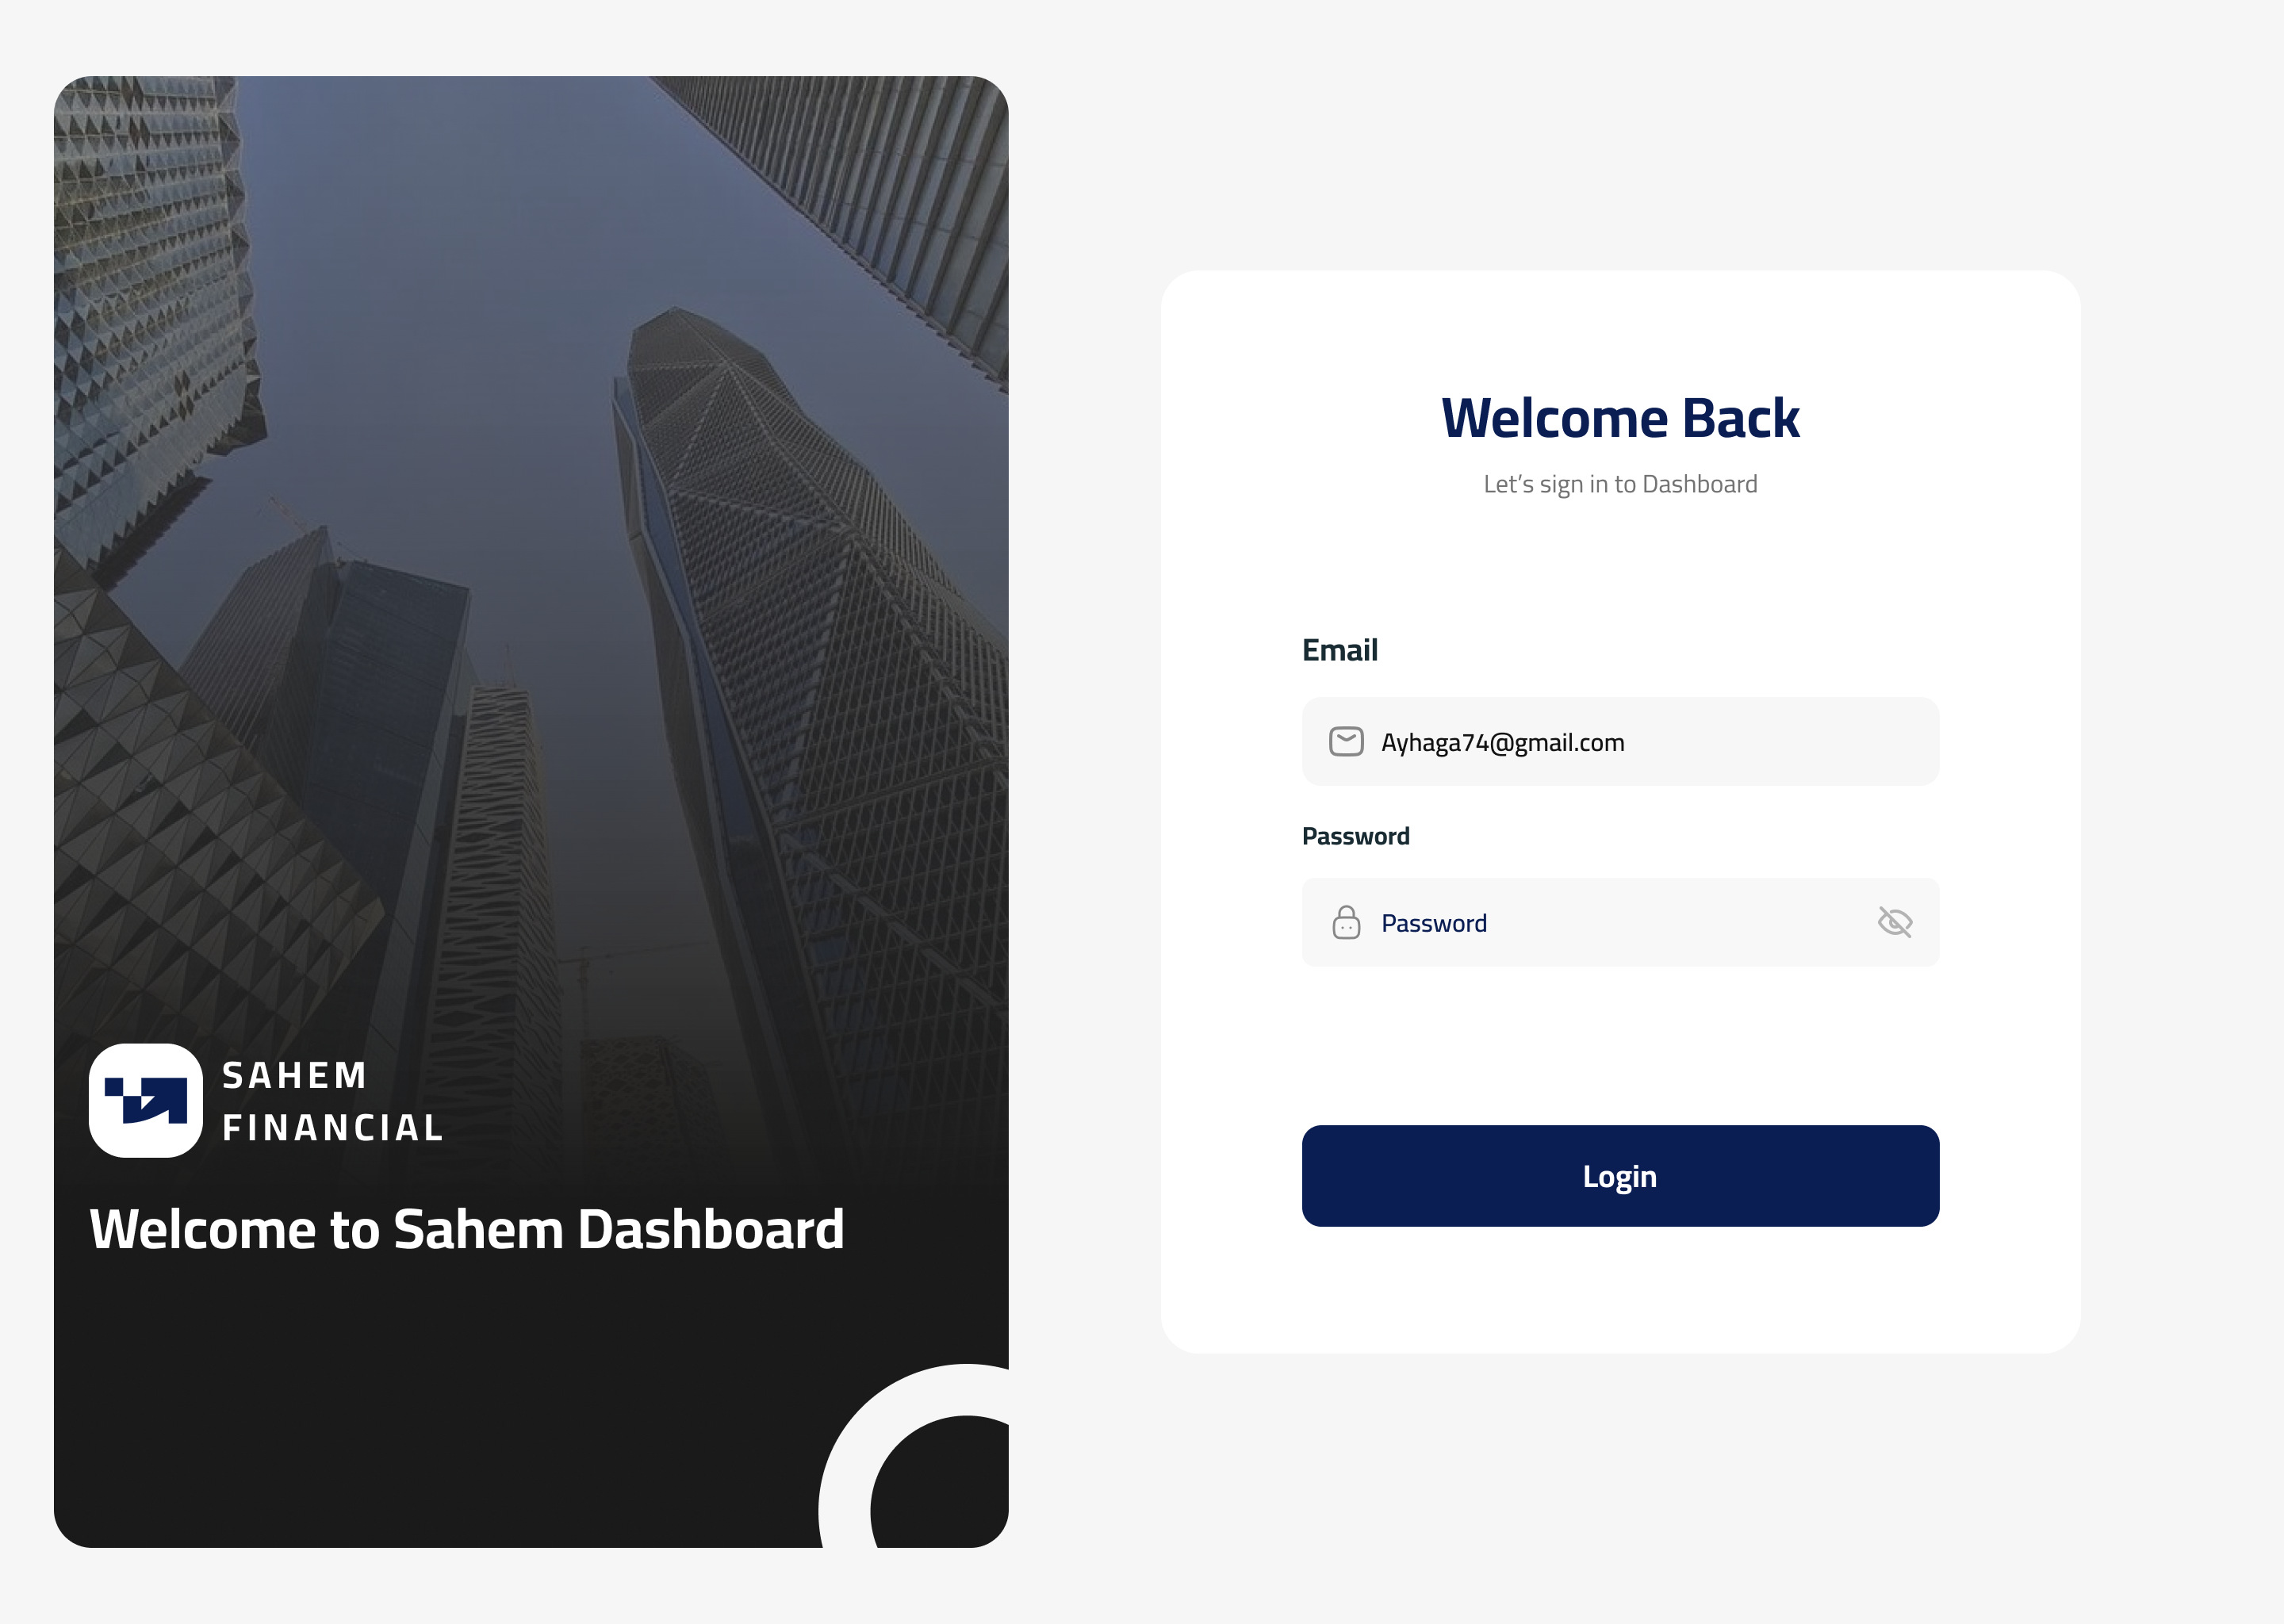 SAHEM
FINANCIAL
Welcome to Sahem Dashboard
Welcome Back
Let’s sign in to Dashboard
Email
Ayhaga74@gmail.com
Password
Password
Login